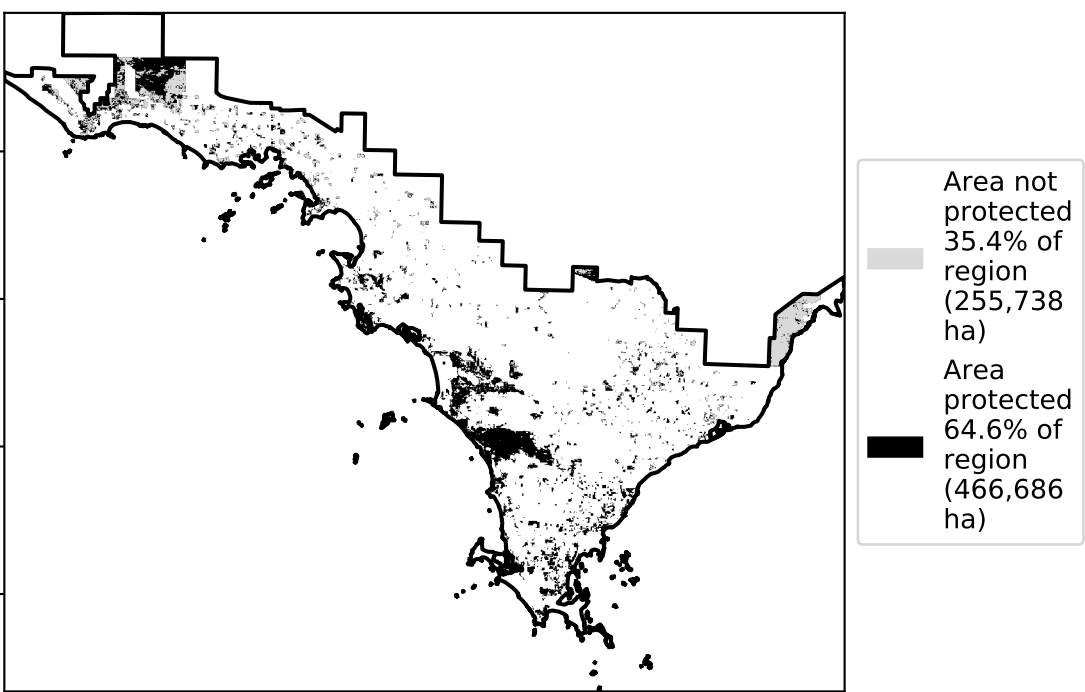 Area not
protected
35.4% of
region
(255,738
ha)
Area
protected
64.6% of
region
(466,686
ha)